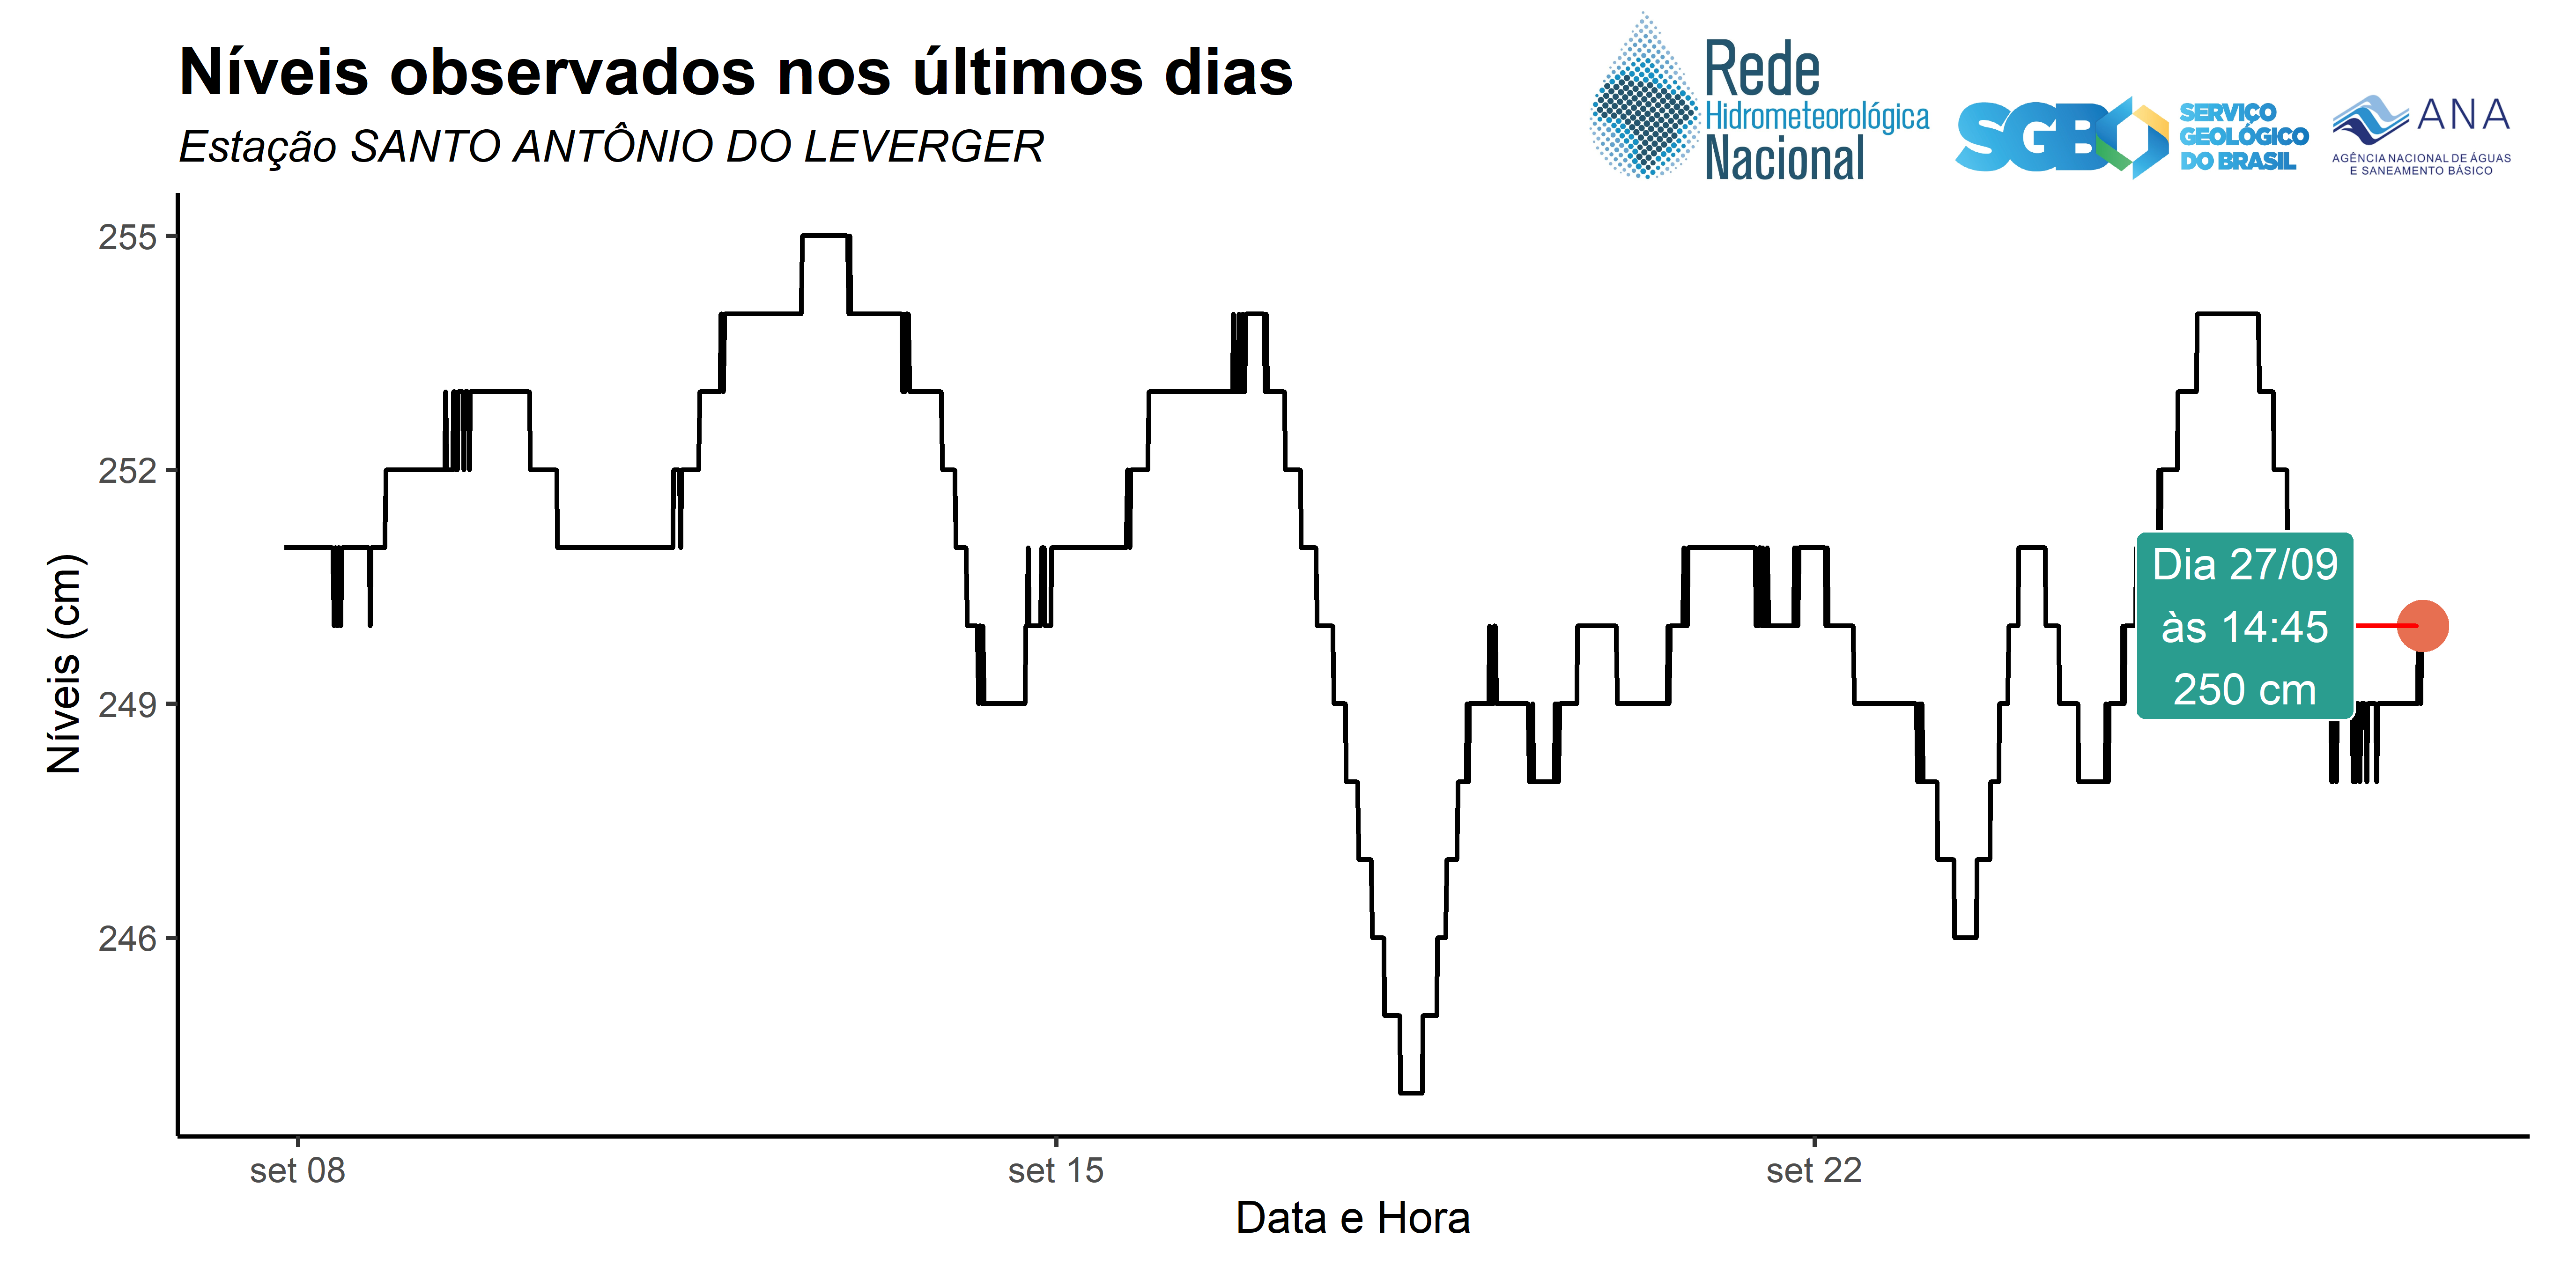 Níveis observados nos últimos dias
Estação SANTO ANTÔNIO DO LEVERGER
Rede
Hidrometeorológica
Nacional
SGB
SERVIÇO
GEOLÓGICO
DO BRASIL
ANA
AGÊNCIA NACIONAL DE ÁGUAS
E SANEAMENTO BÁSICO
Níveis (cm)
255
252
249
246
Dia 27/09
às 14:45
250 cm
set 08
set 15
set 22
Data e Hora